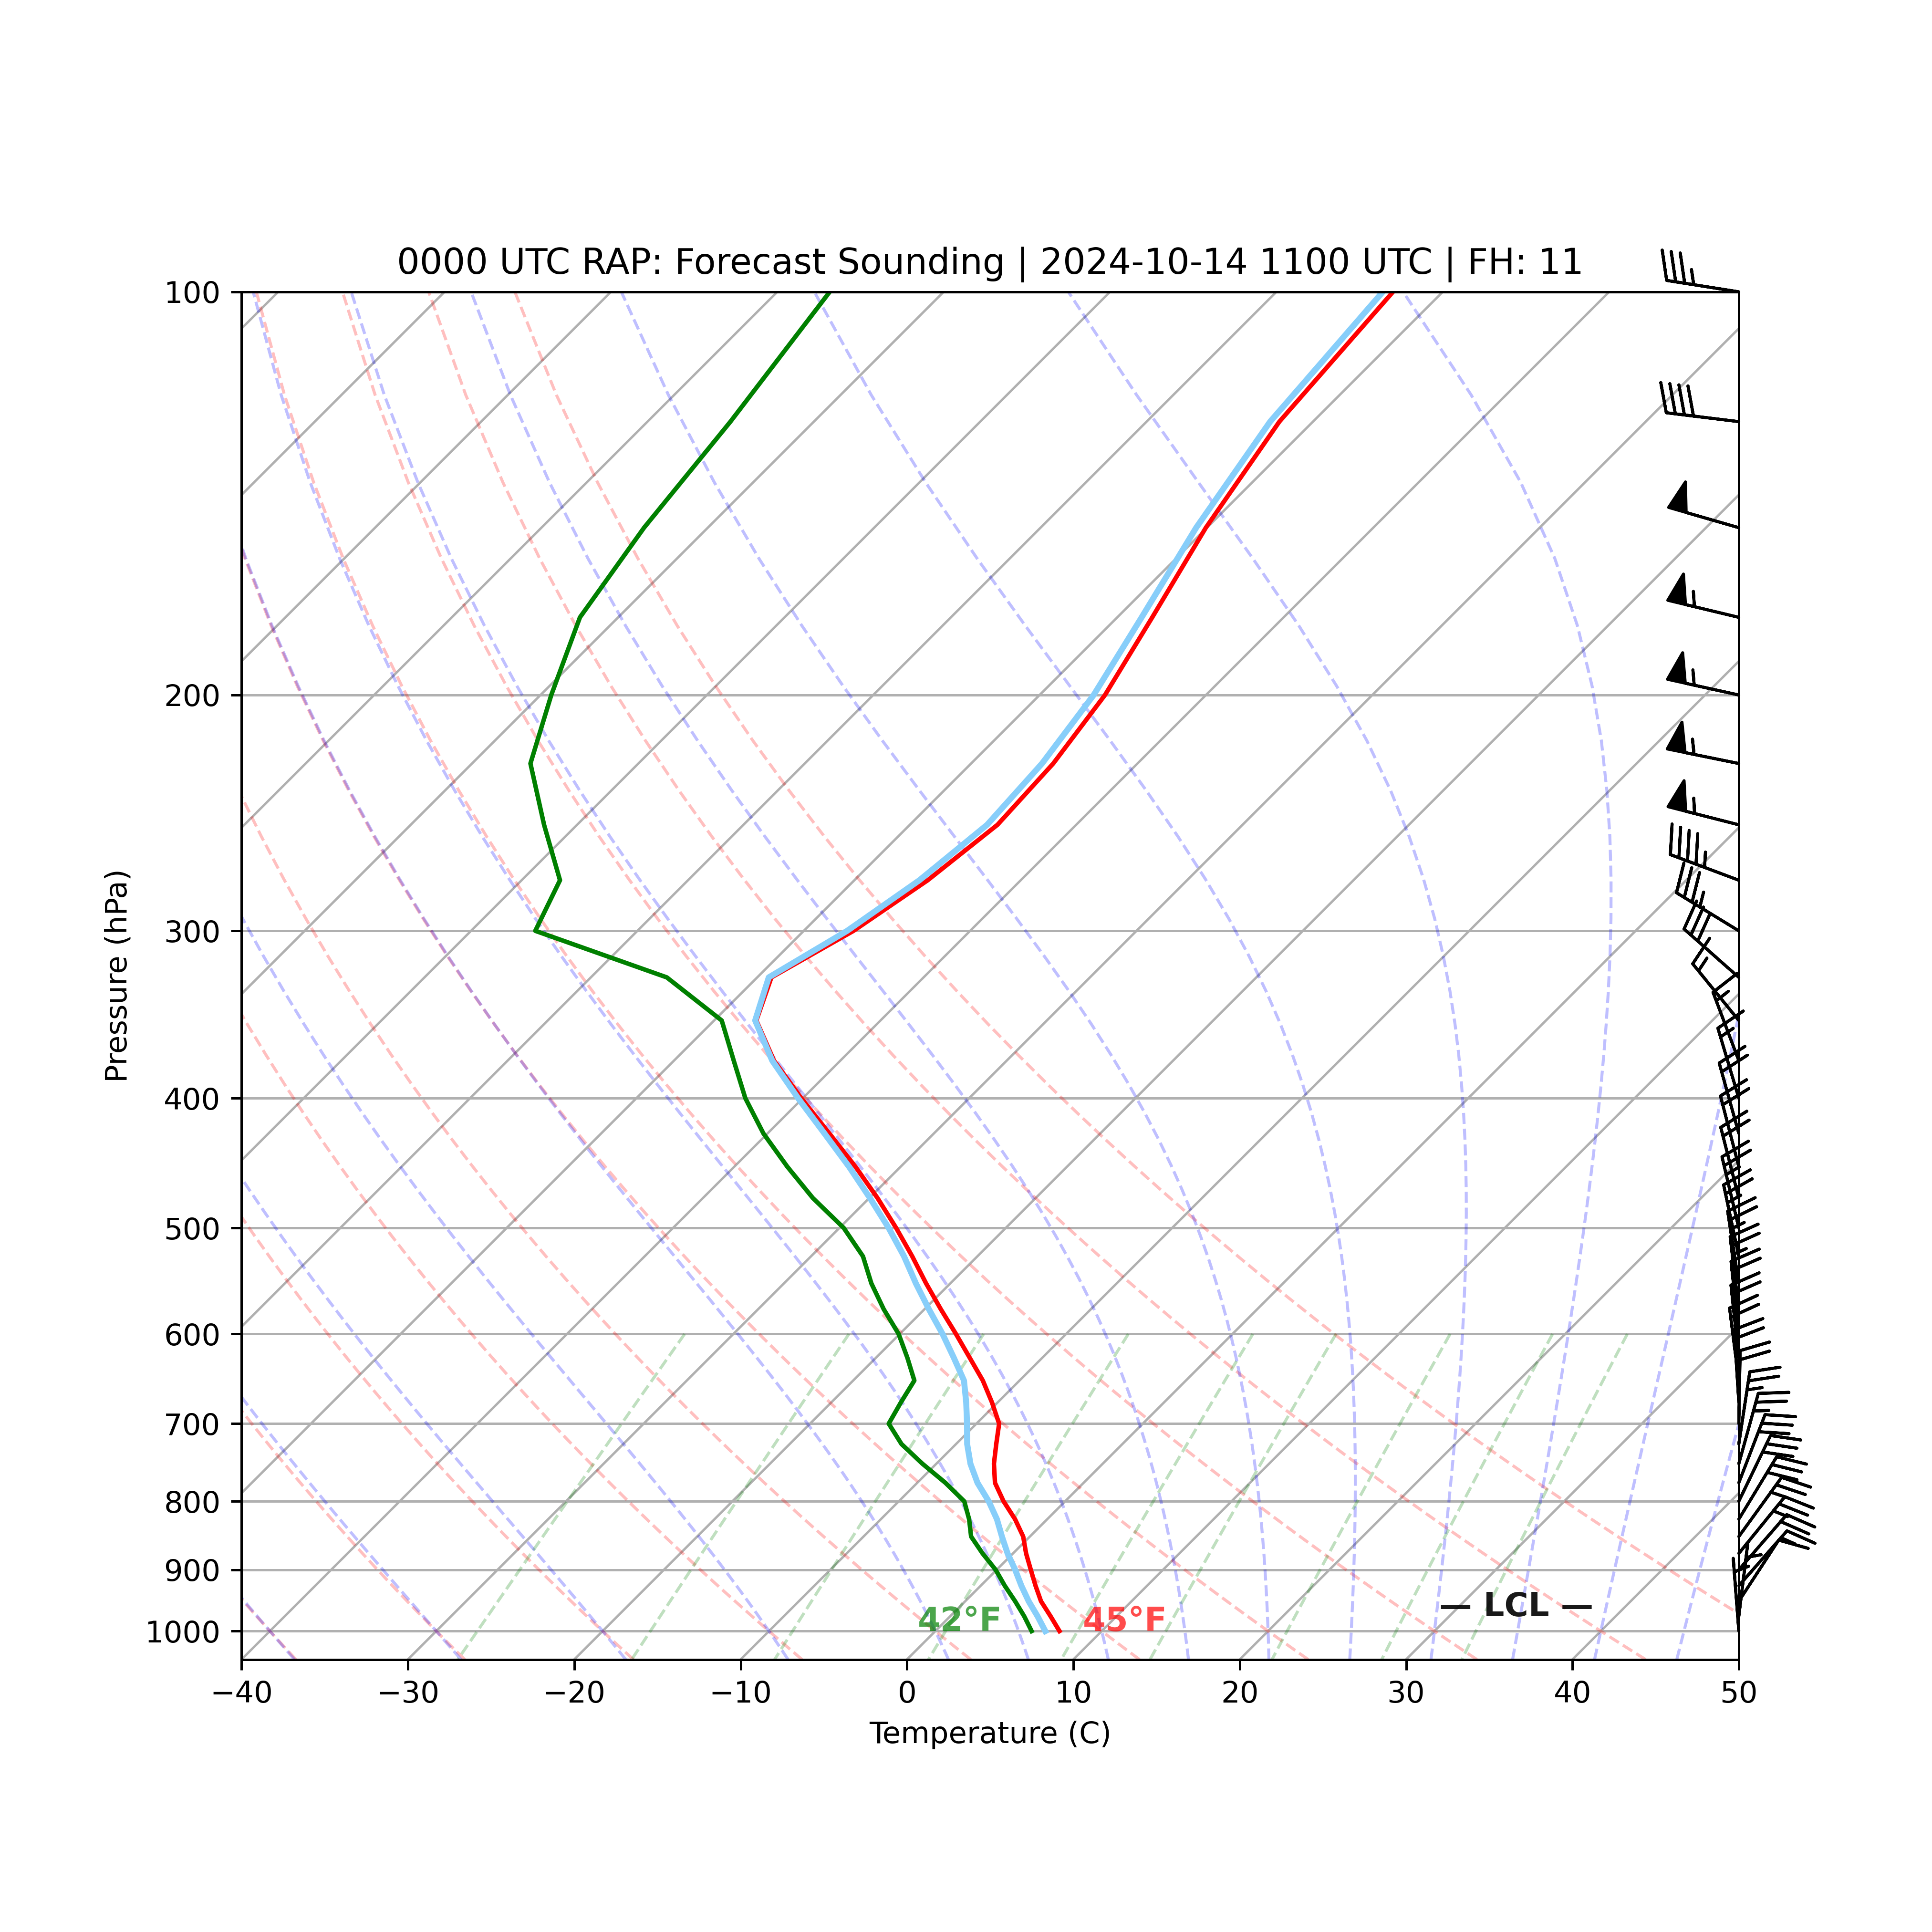 0000 UTC RAP: Forecast Sounding | 2024-10-14 1100 UTC | FH: 11
100
200
300
400
500
600
700
800
900
1000
Pressure (hPa)
42°F
45°F
— LCL —
−40 −30 −20 −10 0 10 20 30 40 50
Temperature (C)